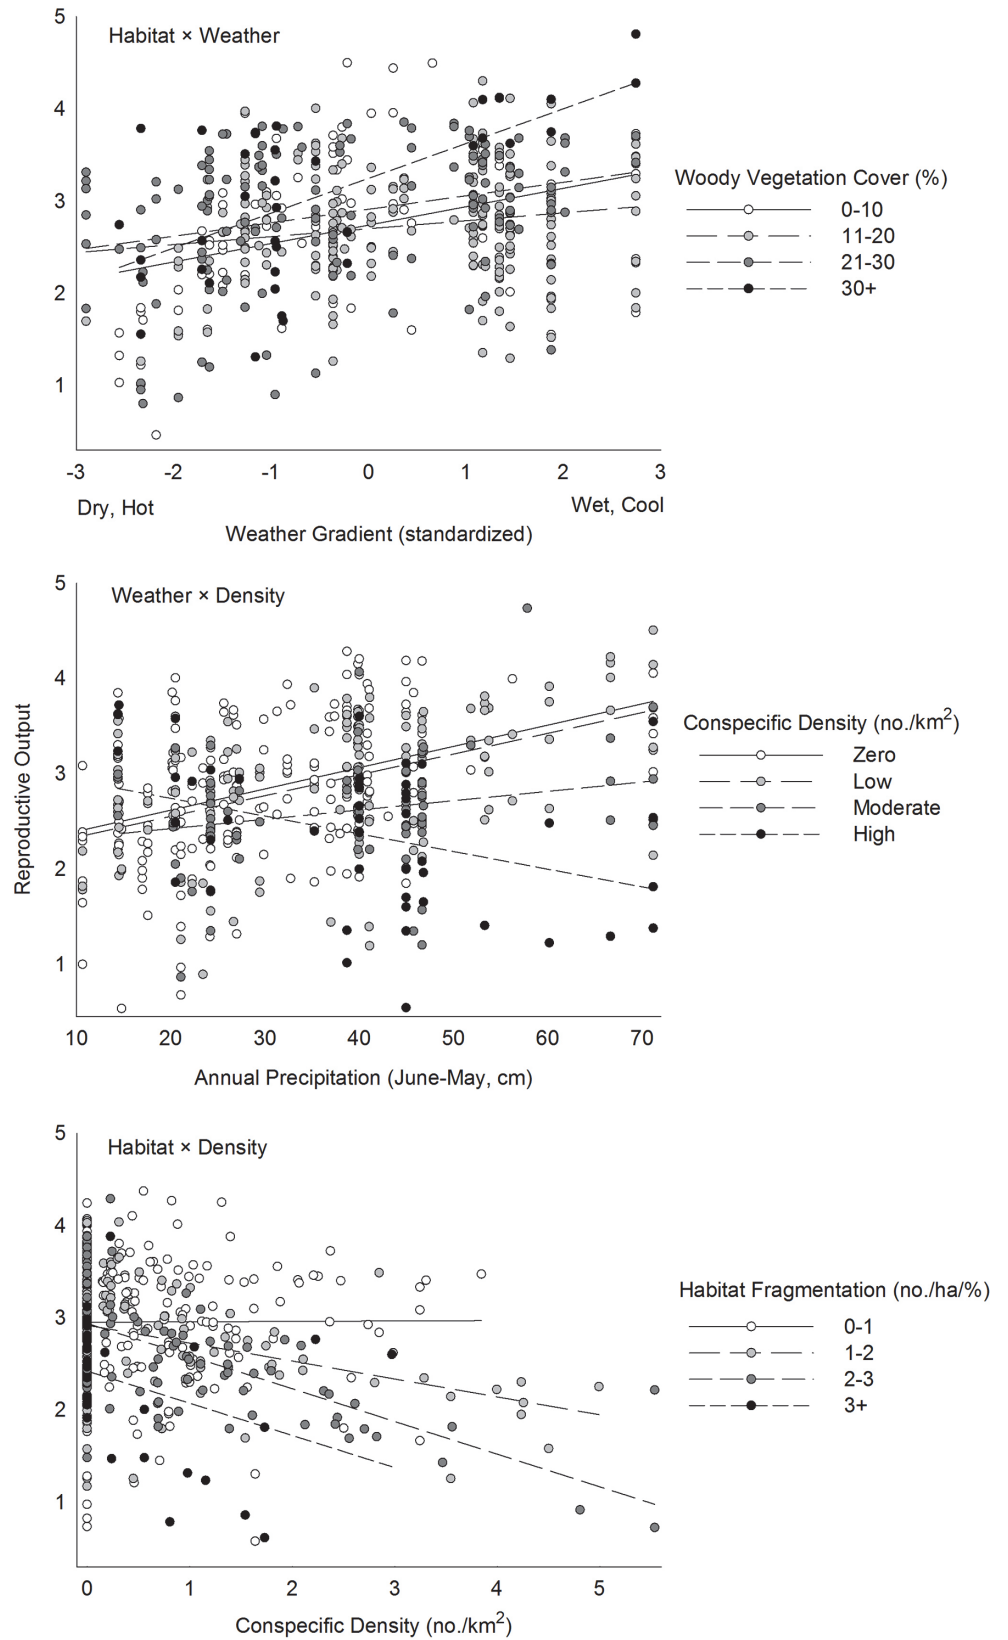 5
Habitat × Weather
4
3
2
1
Woody Vegetation Cover (%)
0-10
11-20
21-30
30+
-3 -2 -1 0 1 2 3
Dry, Hot Wet, Cool
Weather Gradient (standardized)
5
Weather × Density
4
3
2
1
Reproductive Output
Conspecific Density (no./km²)
Zero
Low
Moderate
High
10 20 30 40 50 60 70
Annual Precipitation (June-May, cm)
5
Habitat × Density
4
3
2
1
Habitat Fragmentation (no./ha/%)
0-1
1-2
2-3
3+
0 1 2 3 4 5
Conspecific Density (no./km²)